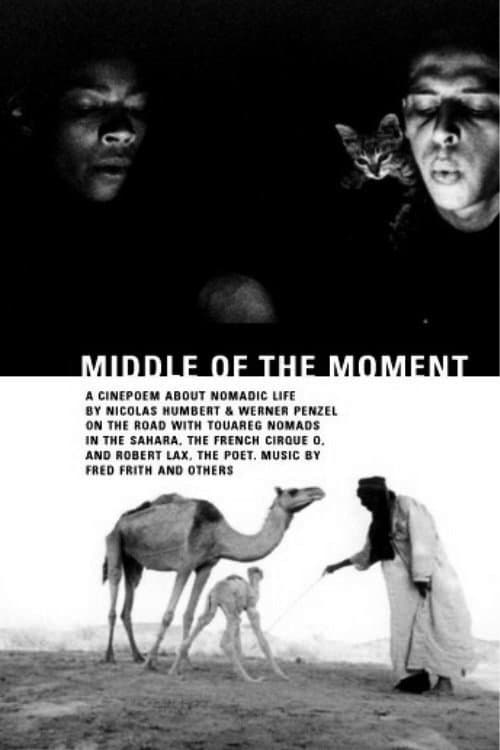 MIDDLE OF THE MOMENT
A CINEPOEM ABOUT NOMADIC LIFE
BY NICOLAS HUMBERT & WERNER PENZEL
ON THE ROAD WITH TOUAREG NOMADS
IN THE SAHARA, THE FRENCH CIRQUE O,
AND ROBERT LAX, THE POET. MUSIC BY
FRED FRITH AND OTHERS